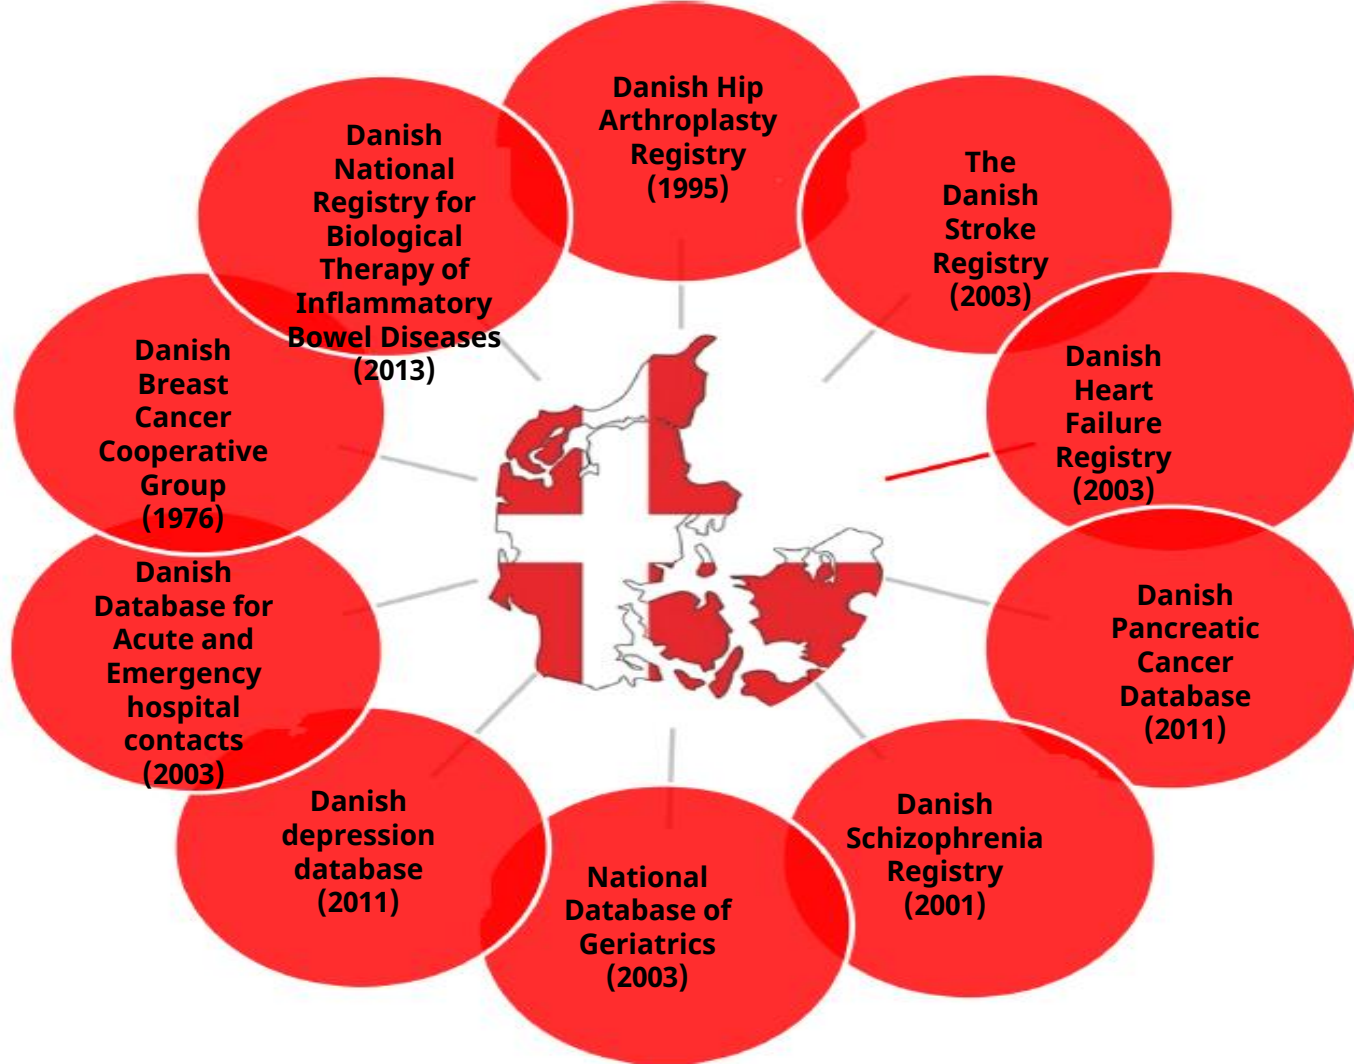 Danish Hip
Arthroplasty
Registry
(1995)
The
Danish
Stroke
Registry
(2003)
Danish
Heart
Failure
Registry
(2003)
Danish
Pancreatic
Cancer
Database
(2011)
Danish
Schizophrenia
Registry
(2001)
National
Database of
Geriatrics
(2003)
Danish
depression
database
(2011)
Danish
Database for
Acute and
Emergency
hospital
contacts
(2003)
Danish
Breast
Cancer
Cooperative
Group
(1976)
Danish
National
Registry for
Biological
Therapy of
Inflammatory
Bowel Diseases
(2013)